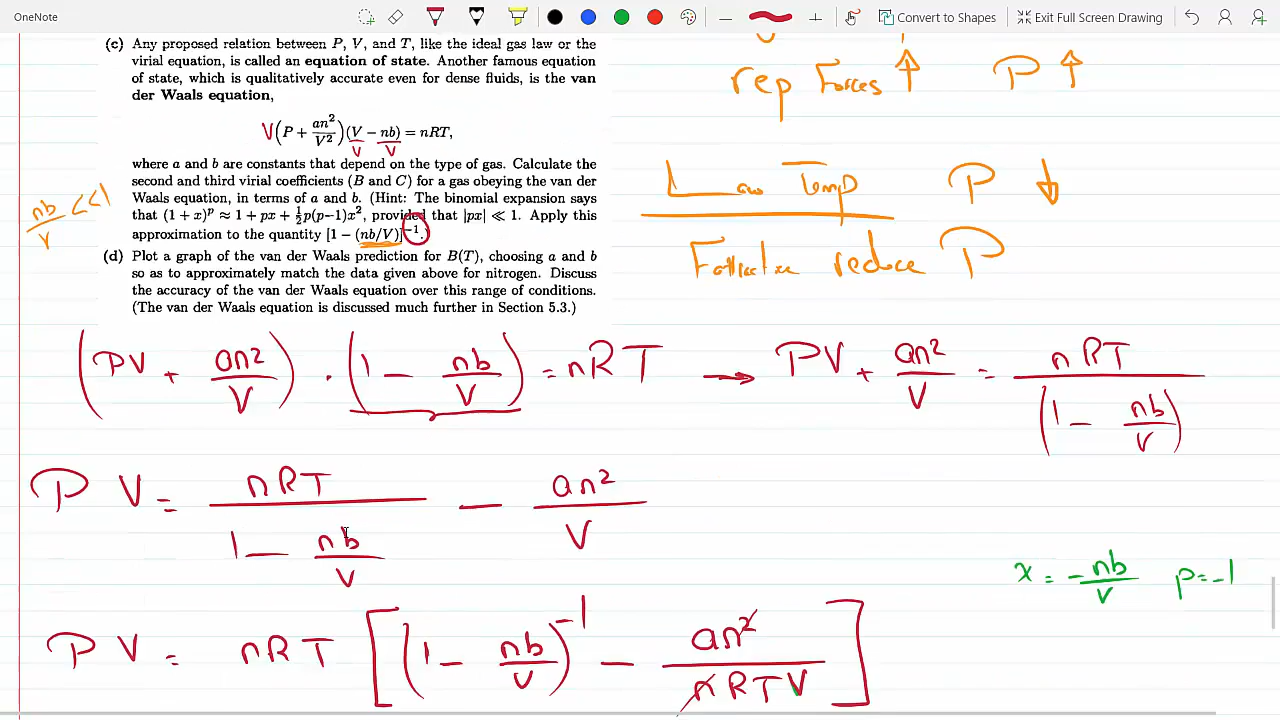 OneNote
Convert to Shapes
Exit Full Screen Drawing
(c) Any proposed relation between P, V, and T, like the ideal gas law or the
virial equation, is called an equation of state. Another famous equation
of state, which is qualitatively accurate even for dense fluids, is the van
der Waals equation,
V(P + an²/V²)(V − nb) = nRT,
V V
where a and b are constants that depend on the type of gas. Calculate the
second and third virial coefficients (B and C) for a gas obeying the van der
Waals equation, in terms of a and b. (Hint: The binomial expansion says
that (1 + x)^p ≈ 1 + px + ½p(p−1)x², provided that |px| ≪ 1. Apply this
approximation to the quantity [1 − (nb/V)]⁻¹.)
nb/V <<1
(d) Plot a graph of the van der Waals prediction for B(T), choosing a and b
so as to approximately match the data given above for nitrogen. Discuss
the accuracy of the van der Waals equation over this range of conditions.
(The van der Waals equation is discussed much further in Section 5.3.)
rep Forces ↑ P ↑
Low Temp P ↓
reduce P
(PV + an²/V) · (1 − nb/V) = nRT → PV + an²/V = nRT/(1 − nb/V)
PV = nRT/(1 − nb/V) − an²/V
x = −nb/V p = −1
PV = nRT [(1 − nb/V)⁻¹ − an²/nRTV]